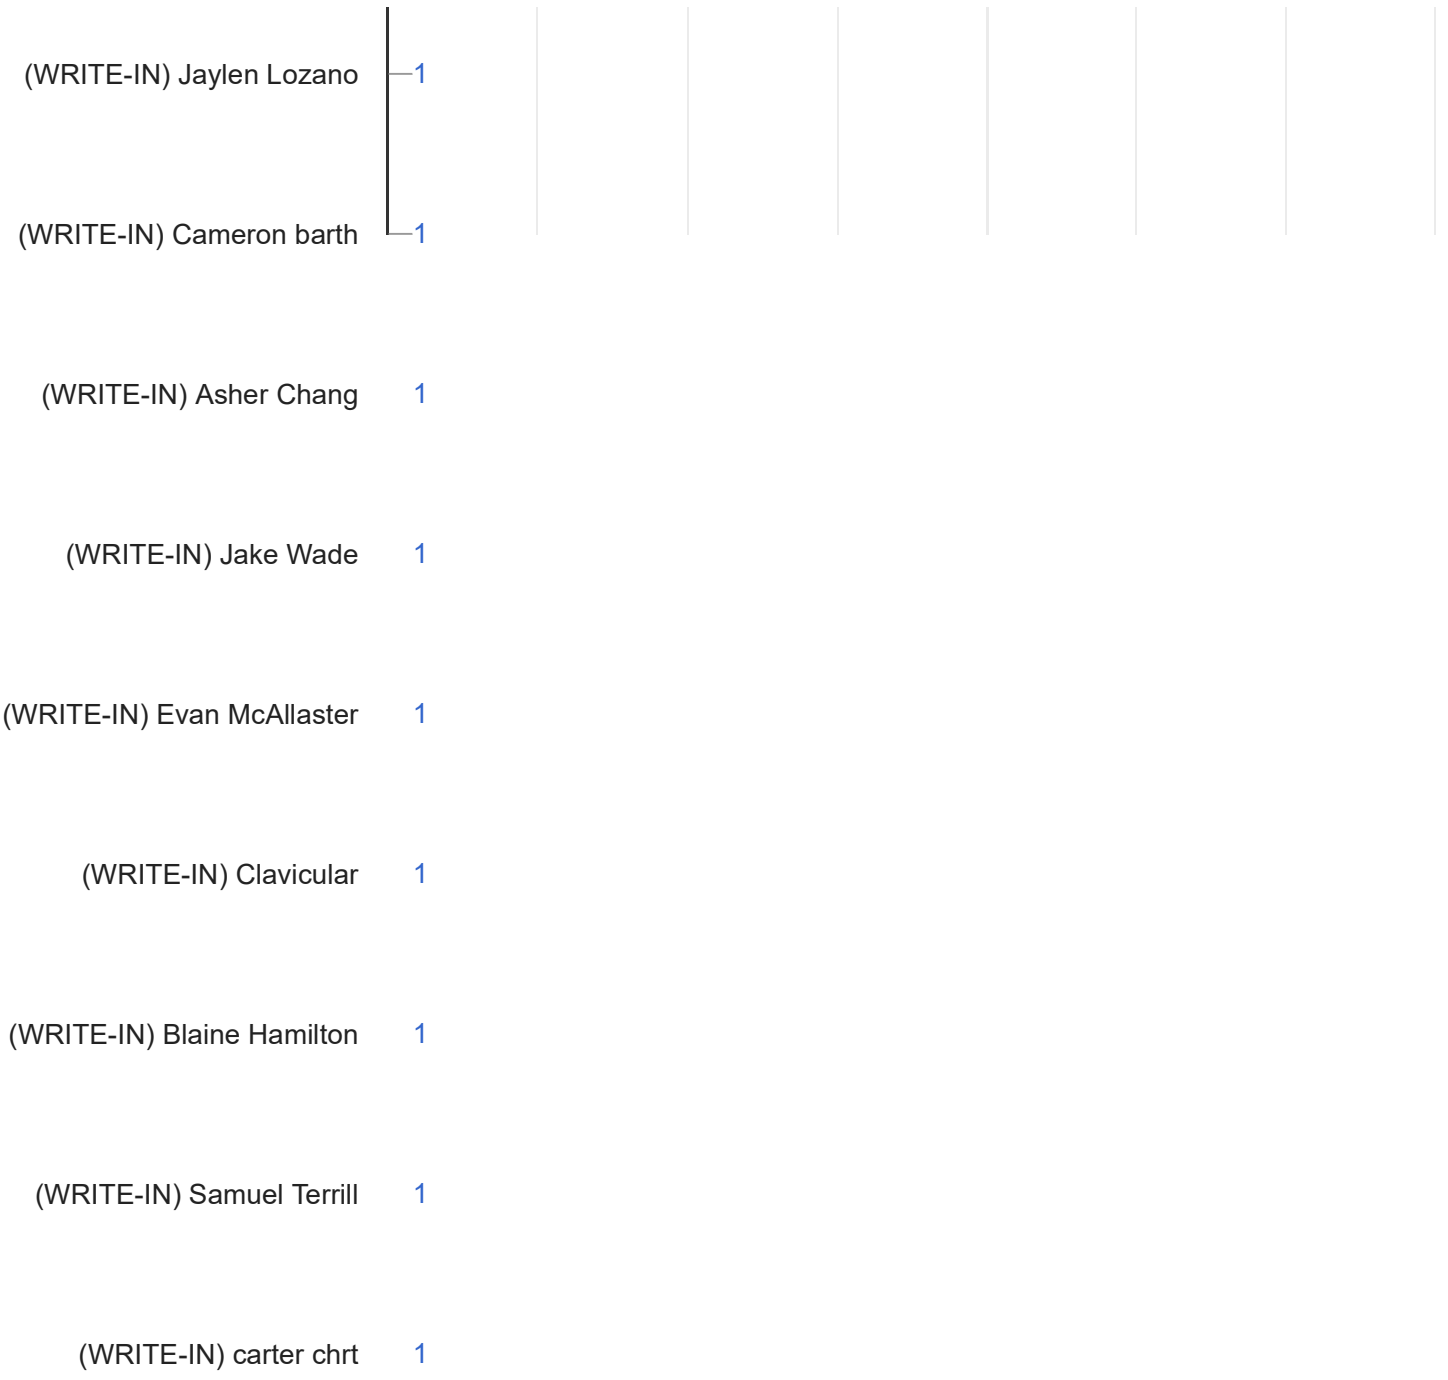 (WRITE-IN) Jaylen Lozano 1
(WRITE-IN) Cameron barth 1
(WRITE-IN) Asher Chang 1
(WRITE-IN) Jake Wade 1
(WRITE-IN) Evan McAllaster 1
(WRITE-IN) Clavicular 1
(WRITE-IN) Blaine Hamilton 1
(WRITE-IN) Samuel Terrill 1
(WRITE-IN) carter chrt 1